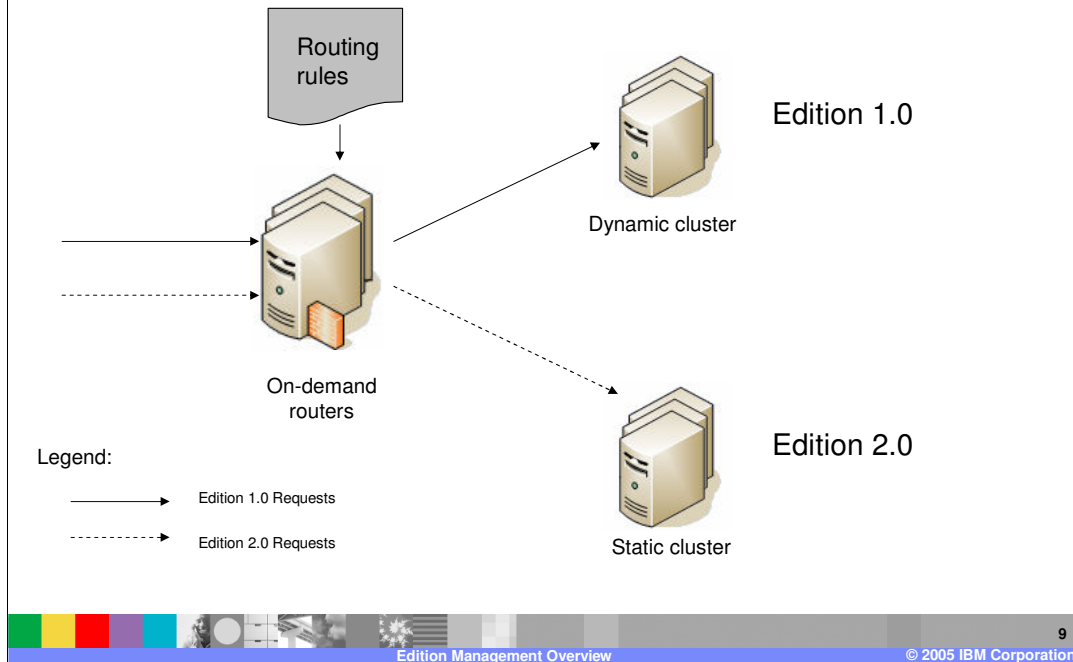 Routing
rules
Edition 1.0
Dynamic cluster
On-demand
routers
Edition 2.0
Static cluster
Legend:
Edition 1.0 Requests
Edition 2.0 Requests
9
Edition Management Overview
© 2005 IBM Corporation